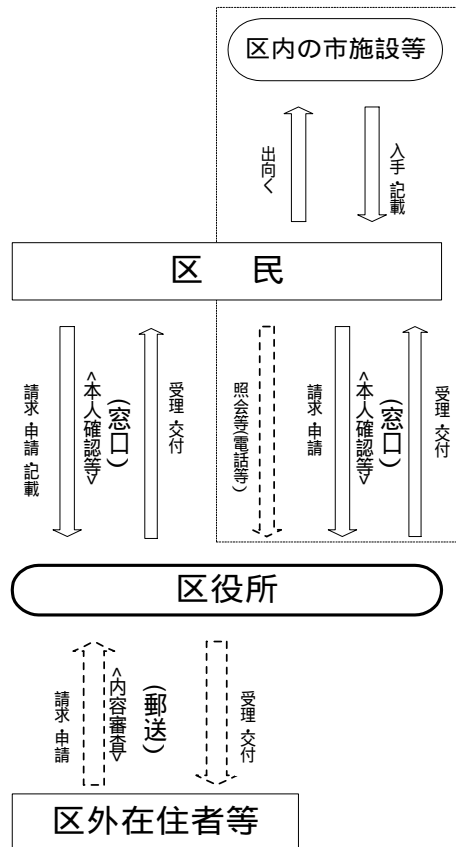 区内の市施設等
出向く
入手・記載
区　民
請求・申請・記載
<本人確認等>
(窓口)
受理・交付
照会等(電話等)
請求・申請
<本人確認等>
(窓口)
受理・交付
区役所
請求・申請
<内容審査>
(郵送)
受理・交付
区外在住者等